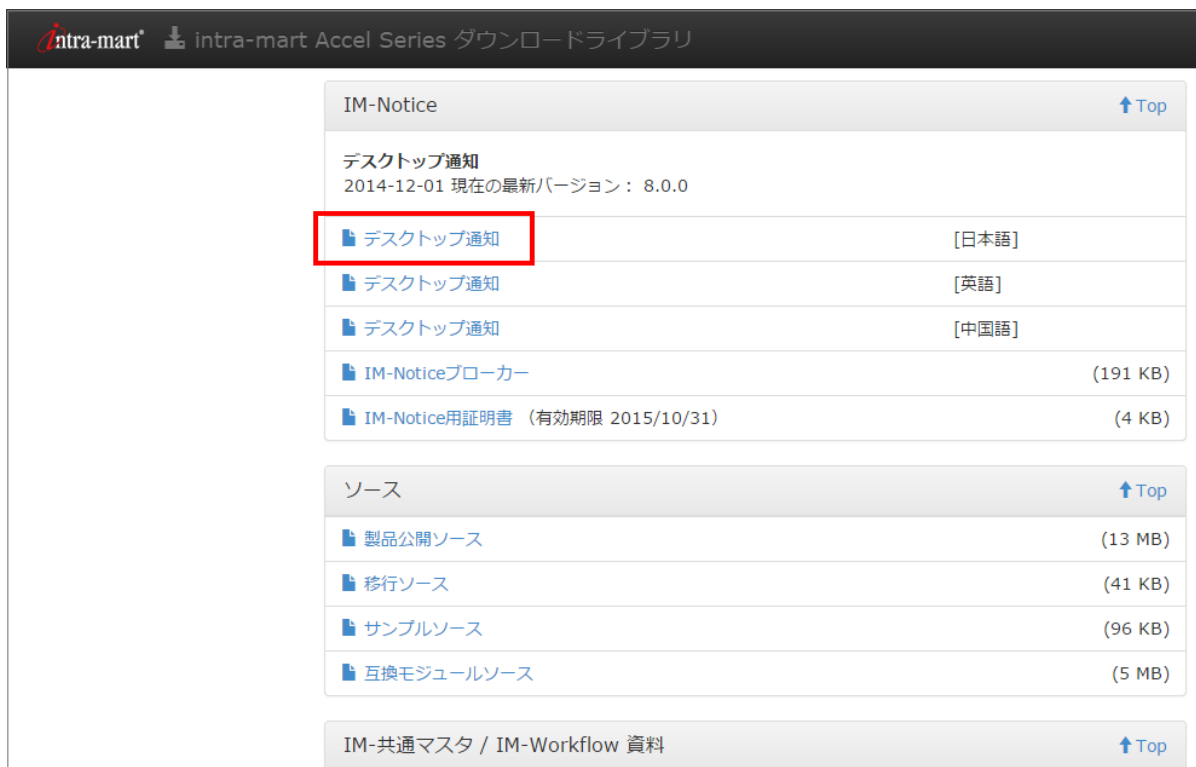 intra-mart intra-mart Accel Series ダウンロードライブラリ
IM-Notice Top
デスクトップ通知
2014-12-01 現在の最新バージョン： 8.0.0
デスクトップ通知 [日本語]
デスクトップ通知 [英語]
デスクトップ通知 [中国語]
IM-Noticeブローカー (191 KB)
IM-Notice用証明書 （有効期限 2015/10/31） (4 KB)
ソース Top
製品公開ソース (13 MB)
移行ソース (41 KB)
サンプルソース (96 KB)
互換モジュールソース (5 MB)
IM-共通マスタ / IM-Workflow 資料 Top